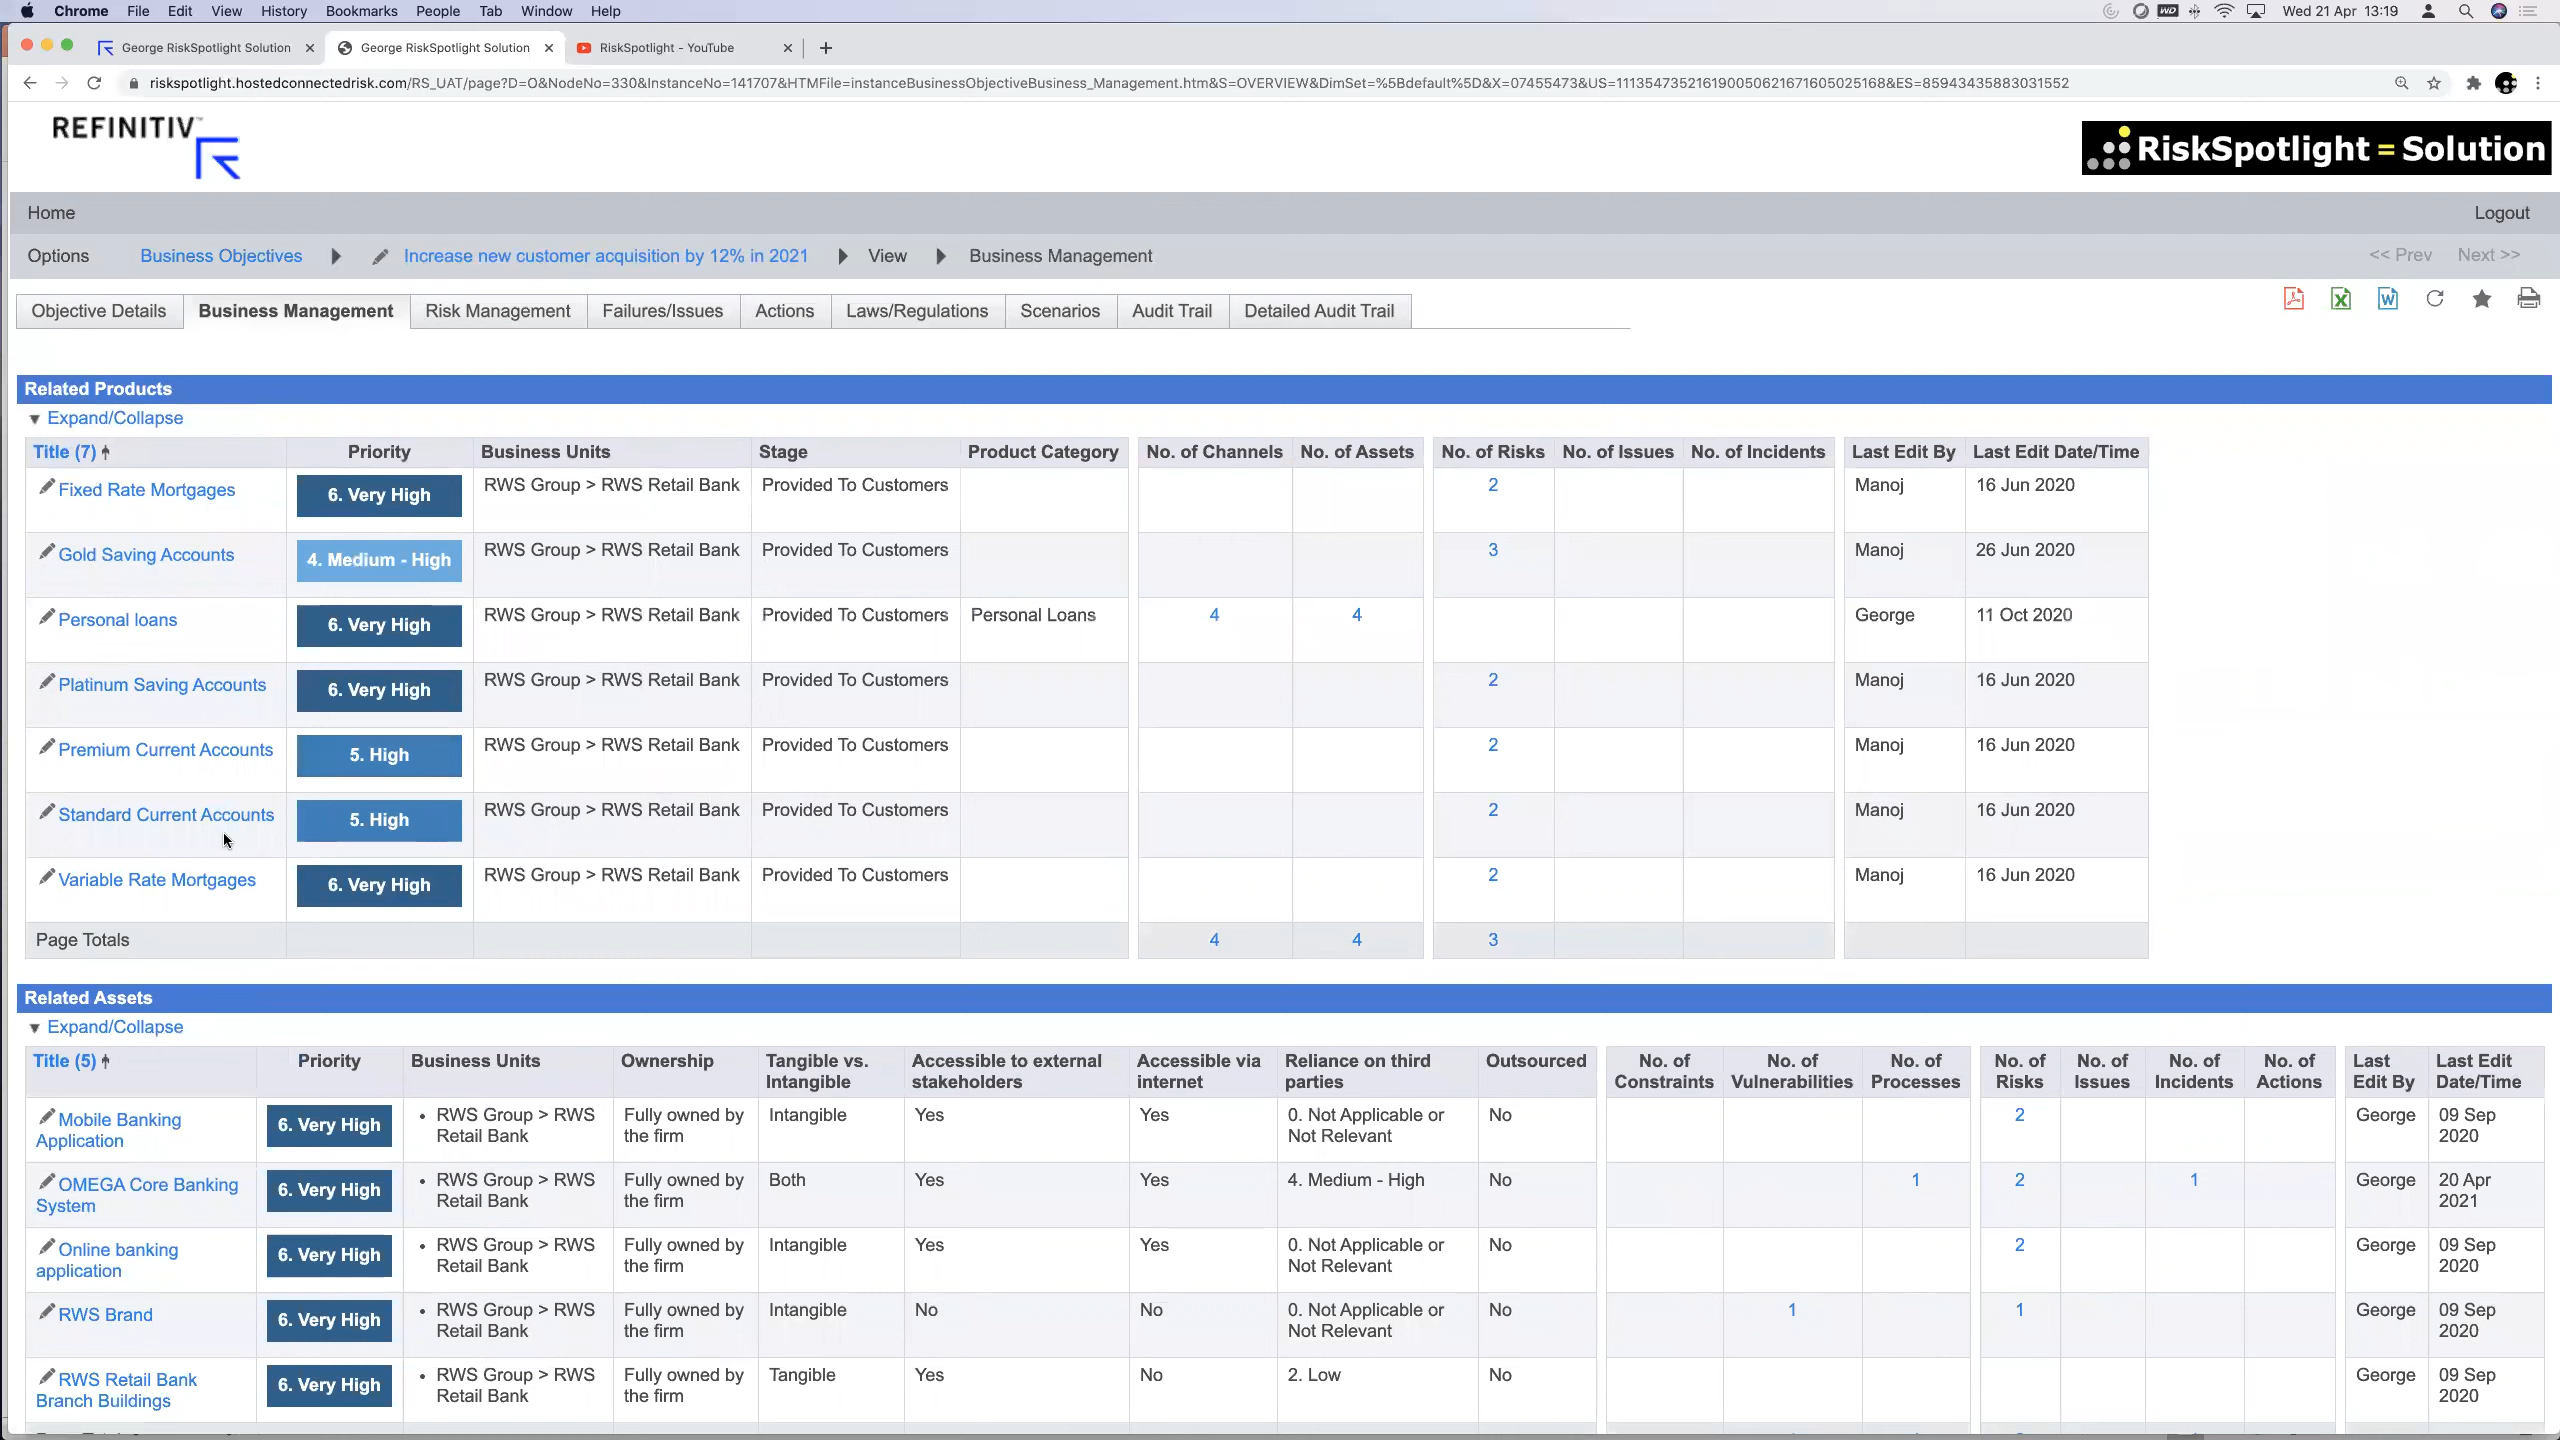 Chrome File Edit View History Bookmarks People Tab Window Help WD Wed 21 Apr 13:19
George RiskSpotlight Solution George RiskSpotlight Solution RiskSpotlight - YouTube
riskspotlight.hostedconnectedrisk.com/RS_UAT/page?D=O&NodeNo=330&InstanceNo=141707&HTMFile=instanceBusinessObjectiveBusiness_Management.htm&S=OVERVIEW&DimSet=%5Bdefault%5D&X=07455473&US=11135473521619005062167160502516​8&ES=85943435883031552
REFINITIV™
RiskSpotlight = Solution
Home Logout
Options Business Objectives Increase new customer acquisition by 12% in 2021 View Business Management << Prev Next >>
Objective Details Business Management Risk Management Failures/Issues Actions Laws/Regulations Scenarios Audit Trail Detailed Audit Trail
Related Products
Expand/Collapse
Title (7) Priority Business Units Stage Product Category No. of Channels No. of Assets No. of Risks No. of Issues No. of Incidents Last Edit By Last Edit Date/Time
Fixed Rate Mortgages 6. Very High RWS Group > RWS Retail Bank Provided To Customers 2 Manoj 16 Jun 2020
Gold Saving Accounts 4. Medium - High RWS Group > RWS Retail Bank Provided To Customers 3 Manoj 26 Jun 2020
Personal loans 6. Very High RWS Group > RWS Retail Bank Provided To Customers Personal Loans 4 4 George 11 Oct 2020
Platinum Saving Accounts 6. Very High RWS Group > RWS Retail Bank Provided To Customers 2 Manoj 16 Jun 2020
Premium Current Accounts 5. High RWS Group > RWS Retail Bank Provided To Customers 2 Manoj 16 Jun 2020
Standard Current Accounts 5. High RWS Group > RWS Retail Bank Provided To Customers 2 Manoj 16 Jun 2020
Variable Rate Mortgages 6. Very High RWS Group > RWS Retail Bank Provided To Customers 2 Manoj 16 Jun 2020
Page Totals 4 4 3
Related Assets
Expand/Collapse
Title (5) Priority Business Units Ownership Tangible vs. Accessible to external Accessible via Reliance on third Outsourced No. of No. of No. of No. of No. of No. of No. of Last Last Edit
Intangible stakeholders internet parties Constraints Vulnerabilities Processes Risks Issues Incidents Actions Edit By Date/Time
Mobile Banking 6. Very High • RWS Group > RWS Fully owned by Intangible Yes Yes 0. Not Applicable or No 2 George 09 Sep
Application Retail Bank the firm Not Relevant 2020
OMEGA Core Banking 6. Very High • RWS Group > RWS Fully owned by Both Yes Yes 4. Medium - High No 1 2 1 George 20 Apr
System Retail Bank the firm 2021
Online banking 6. Very High • RWS Group > RWS Fully owned by Intangible Yes Yes 0. Not Applicable or No 2 George 09 Sep
application Retail Bank the firm Not Relevant 2020
RWS Brand 6. Very High • RWS Group > RWS Fully owned by Intangible No No 0. Not Applicable or No 1 1 George 09 Sep
Retail Bank the firm Not Relevant 2020
RWS Retail Bank 6. Very High • RWS Group > RWS Fully owned by Tangible Yes No 2. Low No George 09 Sep
Branch Buildings Retail Bank the firm 2020